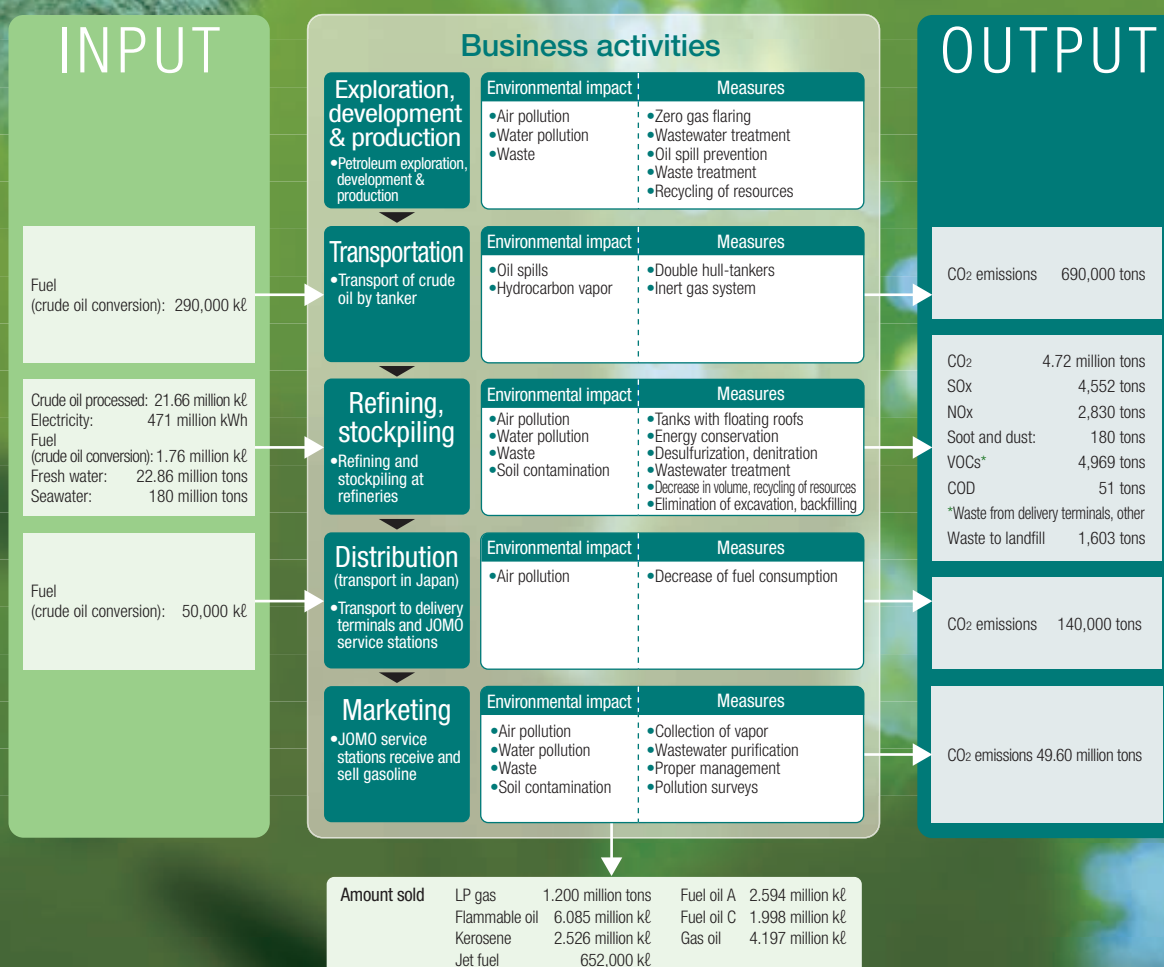 INPUT
Fuel
(crude oil conversion): 290,000 kℓ
Crude oil processed: 21.66 million kℓ
Electricity: 471 million kWh
Fuel
(crude oil conversion): 1.76 million kℓ
Fresh water: 22.86 million tons
Seawater: 180 million tons
Fuel
(crude oil conversion): 50,000 kℓ
Business activities
Exploration,
development
& production
•Petroleum exploration,
development &
production
Environmental impact
•Air pollution
•Water pollution
•Waste
Measures
•Zero gas flaring
•Wastewater treatment
•Oil spill prevention
•Waste treatment
•Recycling of resources
Transportation
•Transport of crude
oil by tanker
Environmental impact
•Oil spills
•Hydrocarbon vapor
Measures
•Double hull-tankers
•Inert gas system
Refining,
stockpiling
•Refining and
stockpiling at
refineries
Environmental impact
•Air pollution
•Water pollution
•Waste
•Soil contamination
Measures
•Tanks with floating roofs
•Energy conservation
•Desulfurization, denitration
•Wastewater treatment
•Decrease in volume, recycling of resources
•Elimination of excavation, backfilling
Distribution
(transport in Japan)
•Transport to delivery
terminals and JOMO
service stations
Environmental impact
•Air pollution
Measures
•Decrease of fuel consumption
Marketing
•JOMO service
stations receive and
sell gasoline
Environmental impact
•Air pollution
•Water pollution
•Waste
•Soil contamination
Measures
•Collection of vapor
•Wastewater purification
•Proper management
•Pollution surveys
OUTPUT
CO2 emissions 690,000 tons
CO2 4.72 million tons
SOx 4,552 tons
NOx 2,830 tons
Soot and dust: 180 tons
VOCs* 4,969 tons
COD 51 tons
*Waste from delivery terminals, other
Waste to landfill 1,603 tons
CO2 emissions 140,000 tons
CO2 emissions 49.60 million tons
Amount sold LP gas 1.200 million tons Fuel oil A 2.594 million kℓ
Flammable oil 6.085 million kℓ Fuel oil C 1.998 million kℓ
Kerosene 2.526 million kℓ Gas oil 4.197 million kℓ
Jet fuel 652,000 kℓ